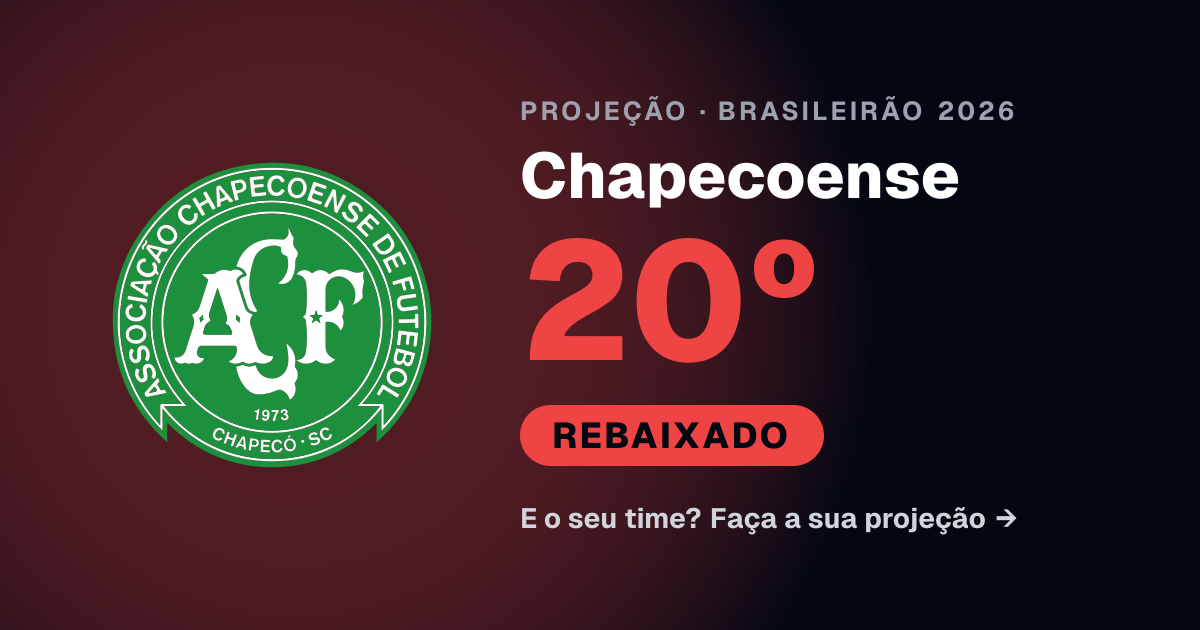 ASSOCIAÇÃO CHAPECOENSE DE FUTEBOL
ACF
1973
CHAPECÓ · SC
PROJEÇÃO · BRASILEIRÃO 2026
Chapecoense
20º
REBAIXADO
E o seu time? Faça a sua projeção →